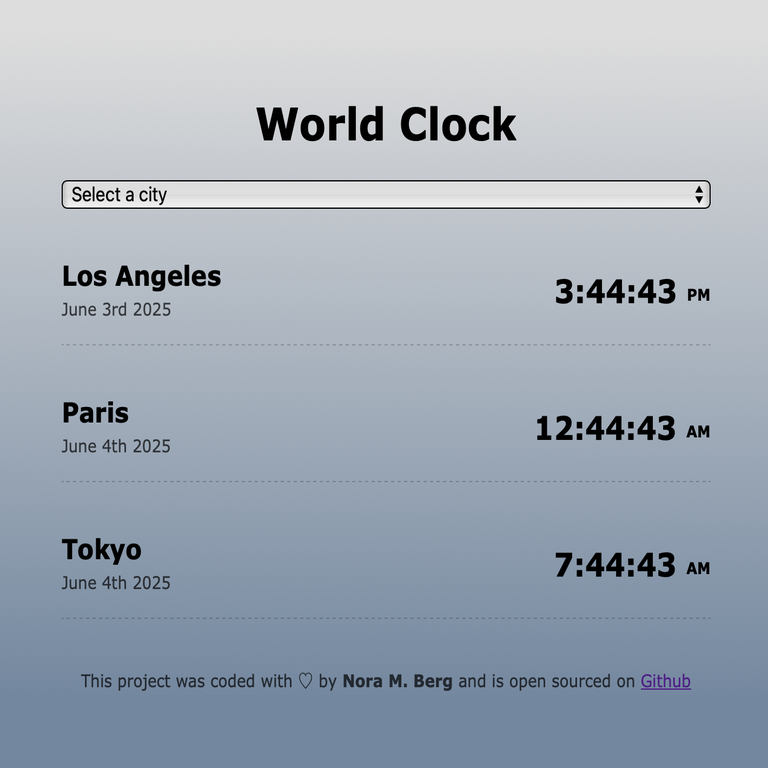 World Clock
Select a city
Los Angeles
June 3rd 2025
3:44:43 PM
Paris
June 4th 2025
12:44:43 AM
Tokyo
June 4th 2025
7:44:43 AM
This project was coded with ♡ by Nora M. Berg and is open sourced on Github